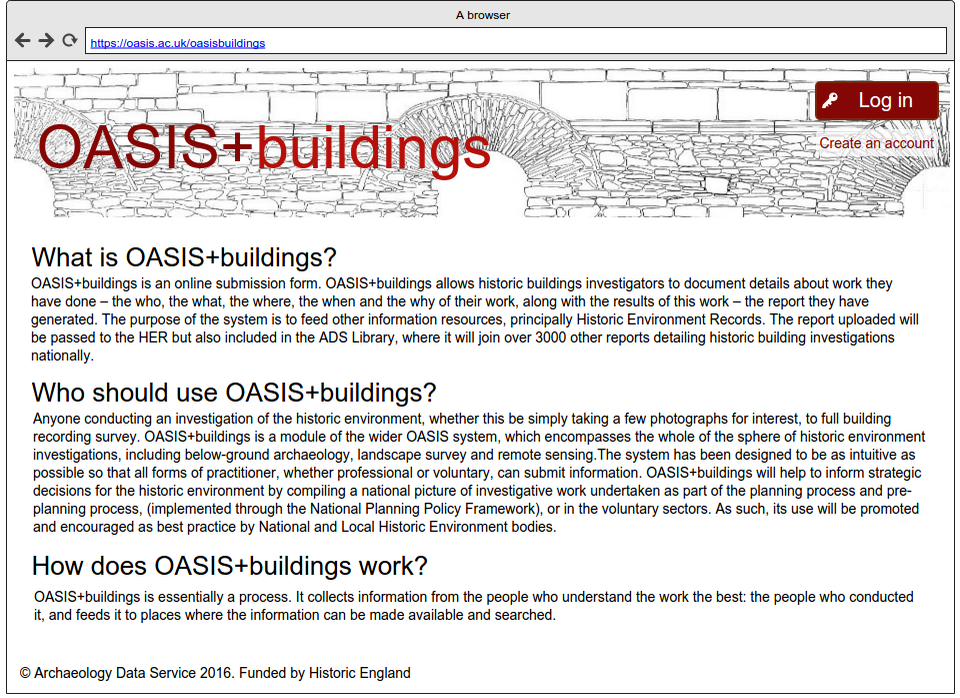 A browser
https://oasis.ac.uk/oasisbuildings
Log in
OASIS+buildings
Create an account
What is OASIS+buildings?
OASIS+buildings is an online submission form. OASIS+buildings allows historic buildings investigators to document details about work they
have done – the who, the what, the where, the when and the why of their work, along with the results of this work – the report they have
generated. The purpose of the system is to feed other information resources, principally Historic Environment Records. The report uploaded will
be passed to the HER but also included in the ADS Library, where it will join over 3000 other reports detailing historic building investigations
nationally.
Who should use OASIS+buildings?
Anyone conducting an investigation of the historic environment, whether this be simply taking a few photographs for interest, to full building
recording survey. OASIS+buildings is a module of the wider OASIS system, which encompasses the whole of the sphere of historic environment
investigations, including below-ground archaeology, landscape survey and remote sensing.The system has been designed to be as intuitive as
possible so that all forms of practitioner, whether professional or voluntary, can submit information. OASIS+buildings will help to inform strategic
decisions for the historic environment by compiling a national picture of investigative work undertaken as part of the planning process and pre-
planning process, (implemented through the National Planning Policy Framework), or in the voluntary sectors. As such, its use will be promoted
and encouraged as best practice by National and Local Historic Environment bodies.
How does OASIS+buildings work?
OASIS+buildings is essentially a process. It collects information from the people who understand the work the best: the people who conducted
it, and feeds it to places where the information can be made available and searched.
© Archaeology Data Service 2016. Funded by Historic England